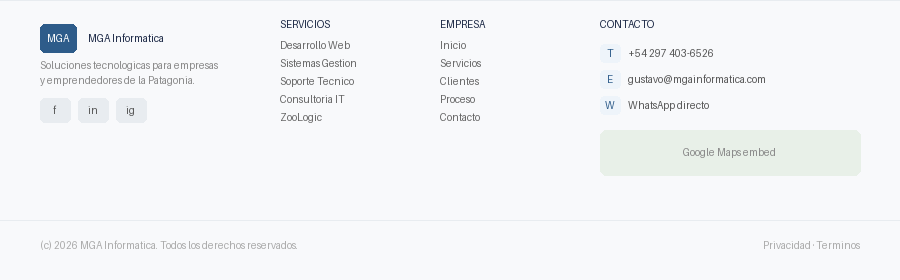 MGA
MGA Informatica
Soluciones tecnologicas para empresas
y emprendedores de la Patagonia.
f in ig
SERVICIOS
Desarrollo Web
Sistemas Gestion
Soporte Tecnico
Consultoria IT
ZooLogic
EMPRESA
Inicio
Servicios
Clientes
Proceso
Contacto
CONTACTO
T +54 297 403-6526
E gustavo@mgainformatica.com
W WhatsApp directo
Google Maps embed
(c) 2026 MGA Informatica. Todos los derechos reservados.
Privacidad · Terminos